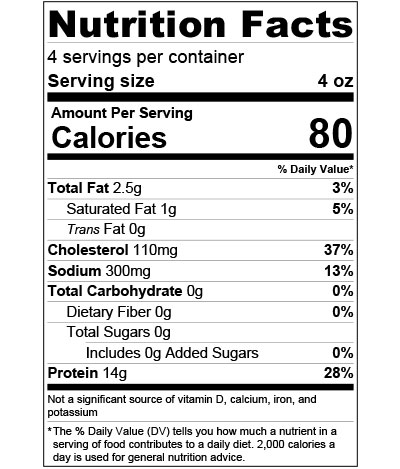 Nutrition Facts
4 servings per container
Serving size 4 oz
Amount Per Serving
Calories 80
% Daily Value*
Total Fat 2.5g 3%
Saturated Fat 1g 5%
Trans Fat 0g
Cholesterol 110mg 37%
Sodium 300mg 13%
Total Carbohydrate 0g 0%
Dietary Fiber 0g 0%
Total Sugars 0g
Includes 0g Added Sugars 0%
Protein 14g 28%
Not a significant source of vitamin D, calcium, iron, and
potassium
*The % Daily Value (DV) tells you how much a nutrient in a
serving of food contributes to a daily diet. 2,000 calories a
day is used for general nutrition advice.